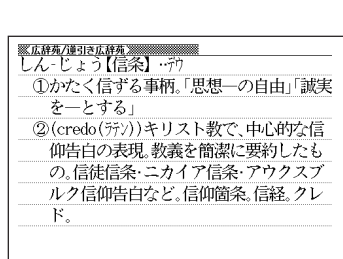 広辞苑/逆引き広辞苑
しん‐じょう【信条】‥デウ
①かたく信ずる事柄。「思想―の自由」「誠実
を―とする」
②(credo(ラテン))キリスト教で、中心的な信
仰告白の表現。教義を簡潔に要約したも
の。信徒信条・ニカイア信条・アウクスブ
ルク信仰告白など。信仰箇条。信経。クレ
ド。